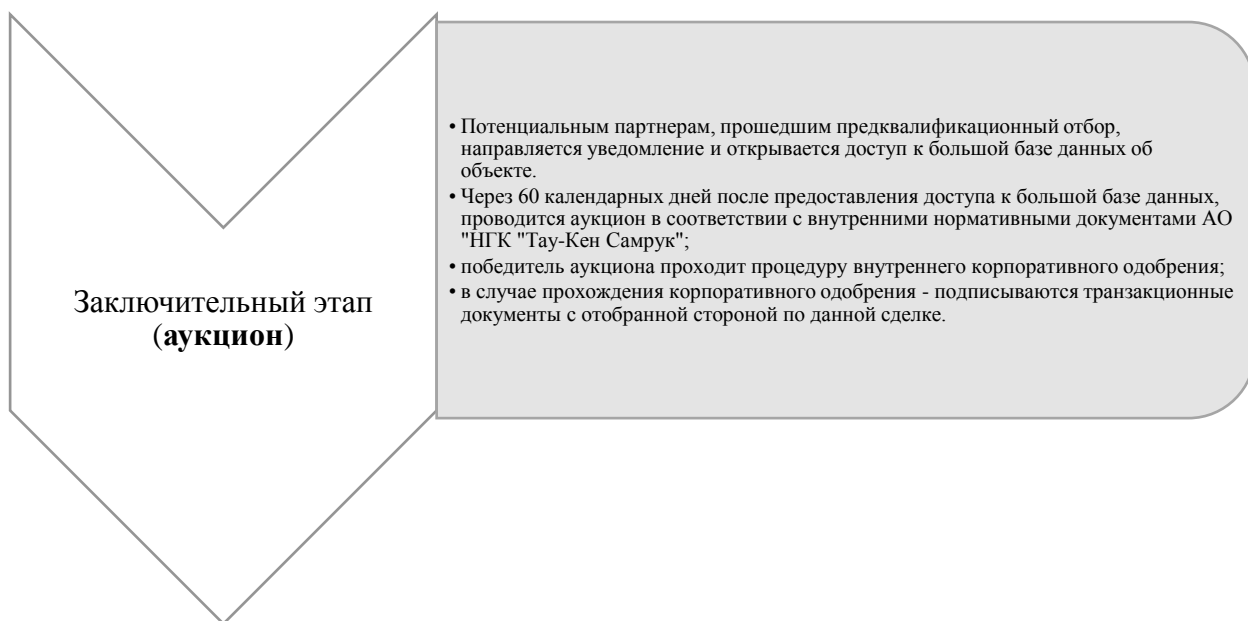 Заключительный этап
(аукцион)
• Потенциальным партнерам, прошедшим предквалификационный отбор,
направляется уведомление и открывается доступ к большой базе данных об
объекте.
• Через 60 календарных дней после предоставления доступа к большой базе данных,
проводится аукцион в соответствии с внутренними нормативными документами АО
"НГК "Тау-Кен Самрук";
• победитель аукциона проходит процедуру внутреннего корпоративного одобрения;
• в случае прохождения корпоративного одобрения - подписываются транзакционные
документы с отобранной стороной по данной сделке.